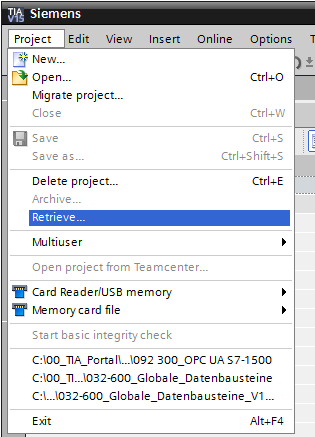 TIA
V15 Siemens
Project Edit View Insert Online Options T
New...
Open... Ctrl+O
Migrate project...
Close Ctrl+W
Save Ctrl+S
Save as... Ctrl+Shift+S
Delete project... Ctrl+E
Archive...
Retrieve...
Multiuser
Open project from Teamcenter...
Card Reader/USB memory
Memory card file
Start basic integrity check
C:\00_TIA_Portal\...\092 300_OPC UA S7-1500
C:\00_TI...\032-600_Globale_Datenbausteine
C:\...\032-600_Globale_Datenbausteine_V1...
Exit Alt+F4